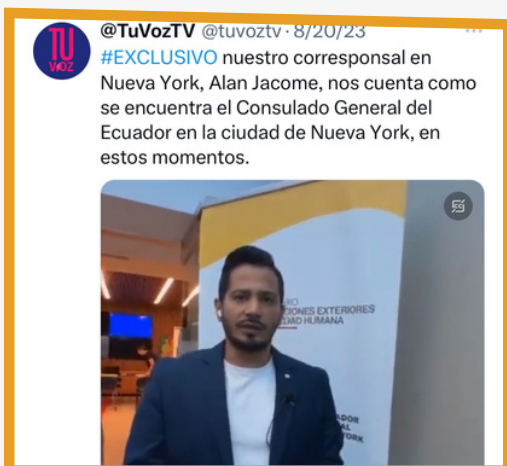 @TuVozTV @tuvoztv · 8/20/23
TU
VOZ
#EXCLUSIVO nuestro corresponsal en
Nueva York, Alan Jacome, nos cuenta como
se encuentra el Consulado General del
Ecuador en la ciudad de Nueva York, en
estos momentos.
CIONES EXTERIORES
DAD HUMANA
ADOR
AL
YORK